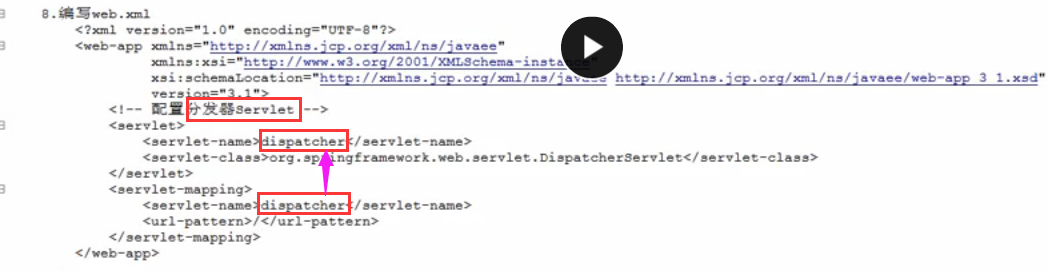 8.编写web.xml
<?xml version="1.0" encoding="UTF-8"?>
<web-app xmlns="http://xmlns.jcp.org/xml/ns/javaee"
xmlns:xsi="http://www.w3.org/2001/XMLSchema-instance"
xsi:schemaLocation="http://xmlns.jcp.org/xml/ns/javaee http://xmlns.jcp.org/xml/ns/javaee/web-app_3_1.xsd"
version="3.1">
<!-- 配置分发器Servlet -->
<servlet>
<servlet-name>dispatcher</servlet-name>
<servlet-class>org.springframework.web.servlet.DispatcherServlet</servlet-class>
</servlet>
<servlet-mapping>
<servlet-name>dispatcher</servlet-name>
<url-pattern>/</url-pattern>
</servlet-mapping>
</web-app>